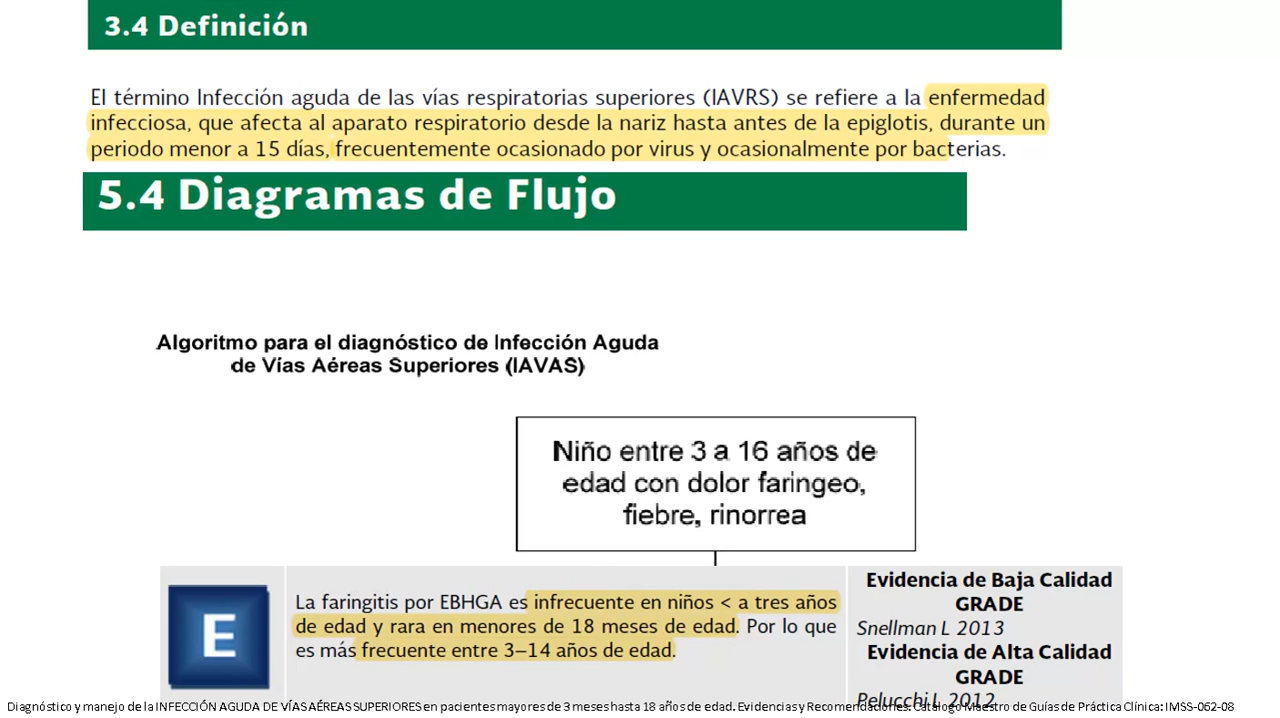 3.4 Definición
El término Infección aguda de las vías respiratorias superiores (IAVRS) se refiere a la enfermedad
infecciosa, que afecta al aparato respiratorio desde la nariz hasta antes de la epiglotis, durante un
periodo menor a 15 días, frecuentemente ocasionado por virus y ocasionalmente por bacterias.
5.4 Diagramas de Flujo
Algoritmo para el diagnóstico de Infección Aguda
de Vías Aéreas Superiores (IAVAS)
Niño entre 3 a 16 años de
edad con dolor faringeo,
fiebre, rinorrea
E
La faringitis por EBHGA es infrecuente en niños < a tres años
de edad y rara en menores de 18 meses de edad. Por lo que
es más frecuente entre 3–14 años de edad.
Evidencia de Baja Calidad
GRADE
Snellman L 2013
Evidencia de Alta Calidad
GRADE
Pelucchi L 2012
Diagnóstico y manejo de la INFECCIÓN AGUDA DE VÍAS AÉREAS SUPERIORES en pacientes mayores de 3 meses hasta 18 años de edad. Evidencias y Recomendaciones. Catálogo Maestro de Guías de Práctica Clínica: IMSS-062-08